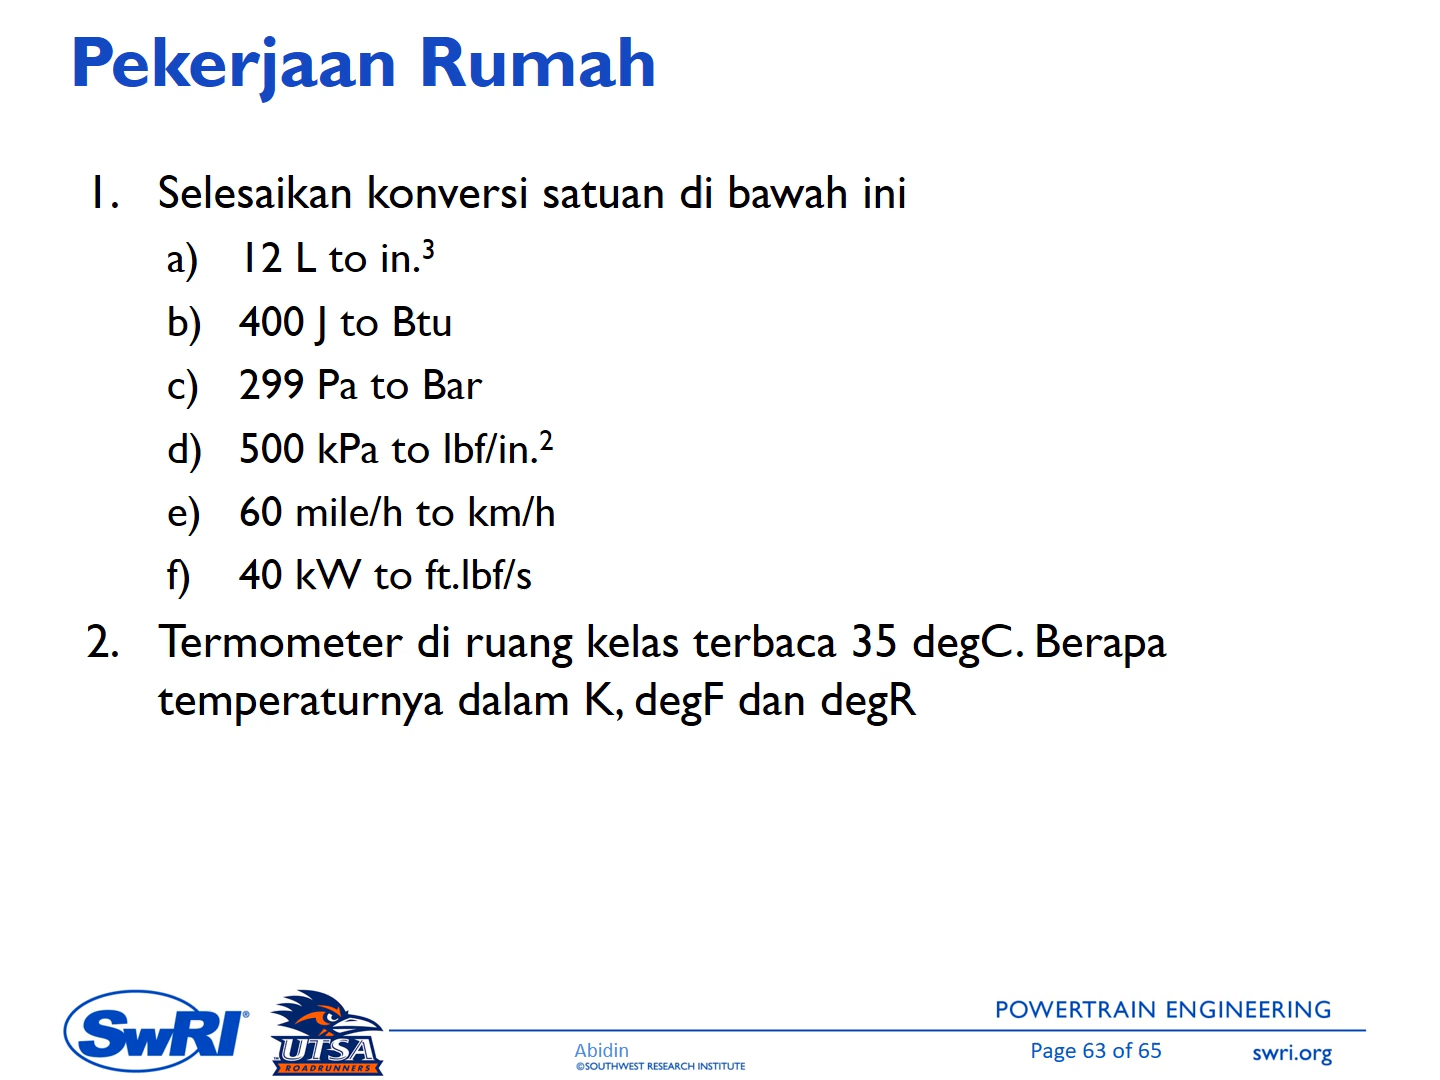 Pekerjaan Rumah
1. Selesaikan konversi satuan di bawah ini
a) 12 L to in.³
b) 400 J to Btu
c) 299 Pa to Bar
d) 500 kPa to lbf/in.²
e) 60 mile/h to km/h
f) 40 kW to ft.lbf/s
2. Termometer di ruang kelas terbaca 35 degC. Berapa
temperaturnya dalam K, degF dan degR
SwRI®
UTSA
ROADRUNNERS
Abidin
©SOUTHWEST RESEARCH INSTITUTE
POWERTRAIN ENGINEERING
Page 63 of 65
swri.org